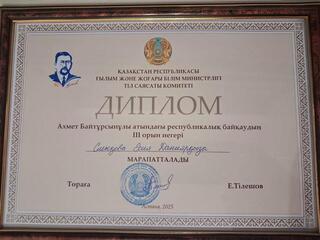 ҚАЗАҚСТАН РЕСПУБЛИКАСЫ
ҒЫЛЫМ ЖӘНЕ ЖОҒАРЫ БІЛІМ МИНИСТРЛІГІ
ТІЛ САЯСАТЫ КОМИТЕТІ
ДИПЛОМ
Ахмет Байтұрсынұлы атындағы республикалық байқаудың
III орын иегері
МАРАПАТТАЛАДЫ
Төраға
Е.Тілешов
Астана, 2025